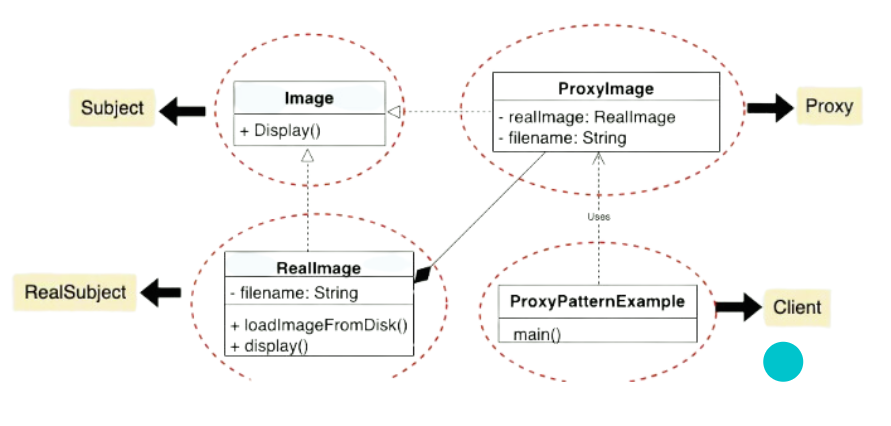 Subject
Image
+ Display()
ProxyImage
- realImage: RealImage
- filename: String
Proxy
Uses
RealSubject
RealImage
- filename: String
+ loadImageFromDisk()
+ display()
ProxyPatternExample
main()
Client